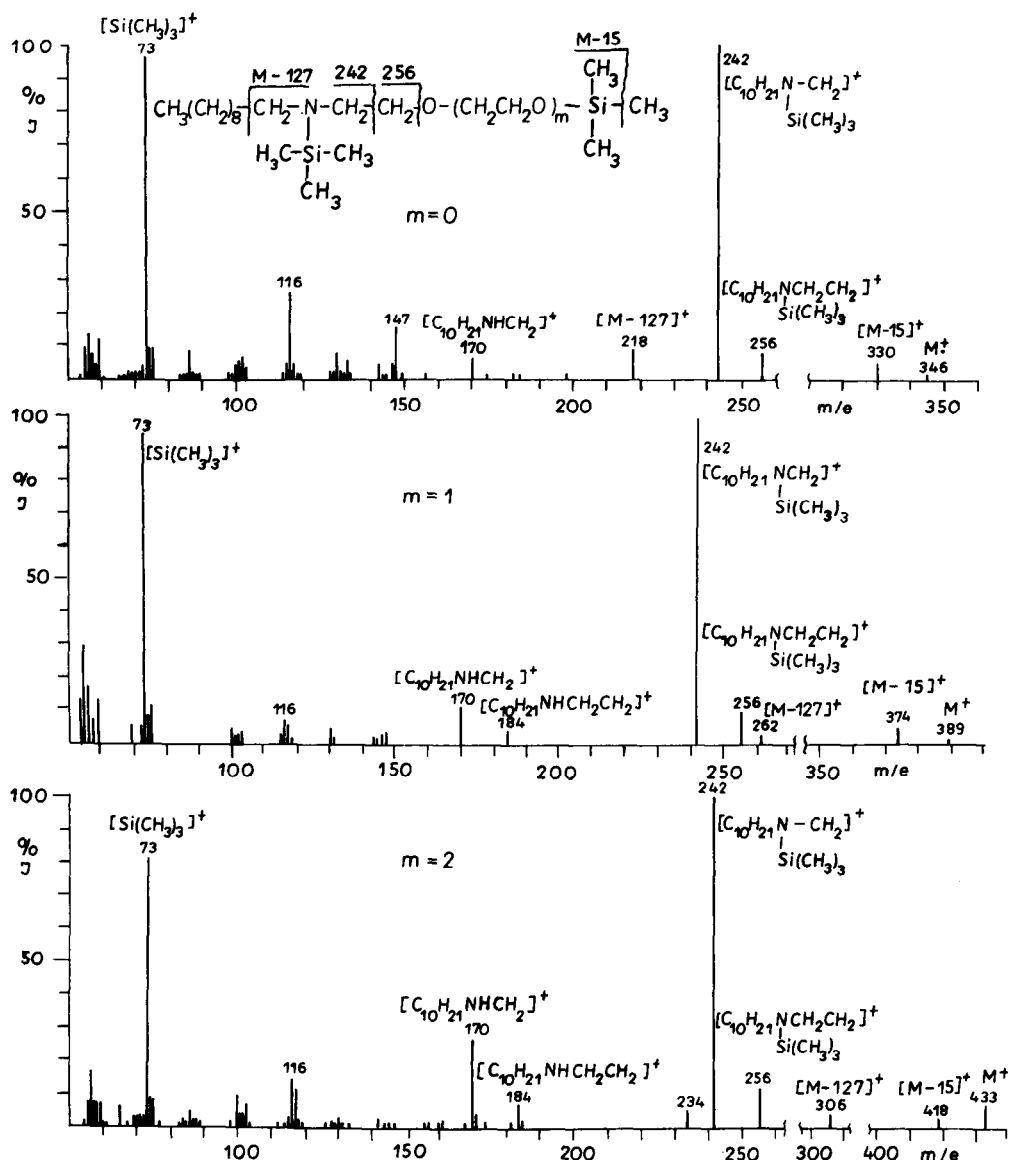 [Si(CH3)3]+
73
M-15
M-127 242 256
CH3
CH3(CH2)8-CH2-N-CH2-CH2-O-(CH2CH2O)m-Si-CH3
H3C-Si-CH3
CH3
CH3
m=0
242
[C10H21N-CH2]+
Si(CH3)3
100
%
J
50
116
147
[C10H21NHCH2]+
170
[M-127]+
218
[C10H21NCH2CH2]+
Si(CH3)3
256
[M-15]+
330
M+
346
100 150 200 250 m/e 350
100
%
J
50
73
[Si(CH3)3]+
m=1
242
[C10H21NCH2]+
Si(CH3)3
116
[C10H21NHCH2]+
170
[C10H21NHCH2CH2]+
184
[C10H21NCH2CH2]+
Si(CH3)3
256
[M-127]+
262
[M-15]+
374
M+
389
100 150 200 250 350 m/e
100
%
J
50
[Si(CH3)3]+
73
m=2
242
[C10H21N-CH2]+
Si(CH3)3
116
[C10H21NHCH2]+
170
[C10H21NHCH2CH2]+
184
234
[C10H21NCH2CH2]+
Si(CH3)3
256
[M-127]+
306
[M-15]+
418
M+
433
100 150 200 250 300 400 m/e